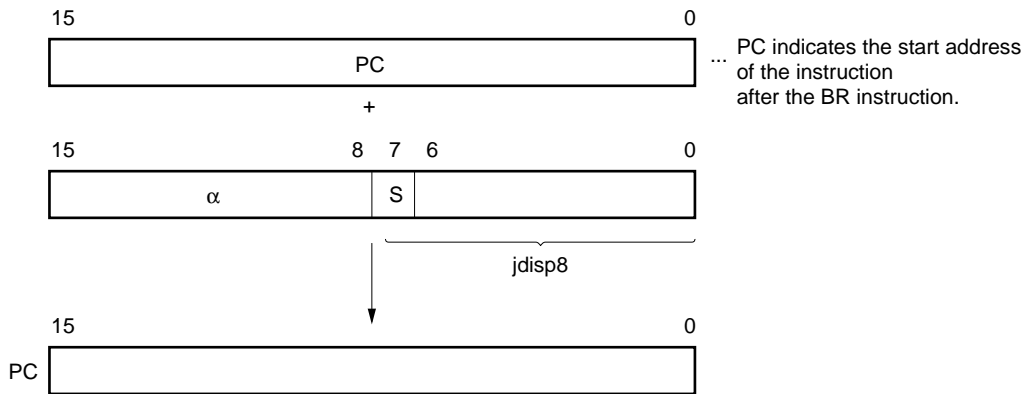 15 0
PC
... PC indicates the start address
of the instruction
after the BR instruction.
+
15 8 7 6 0
α S
jdisp8
15 0
PC